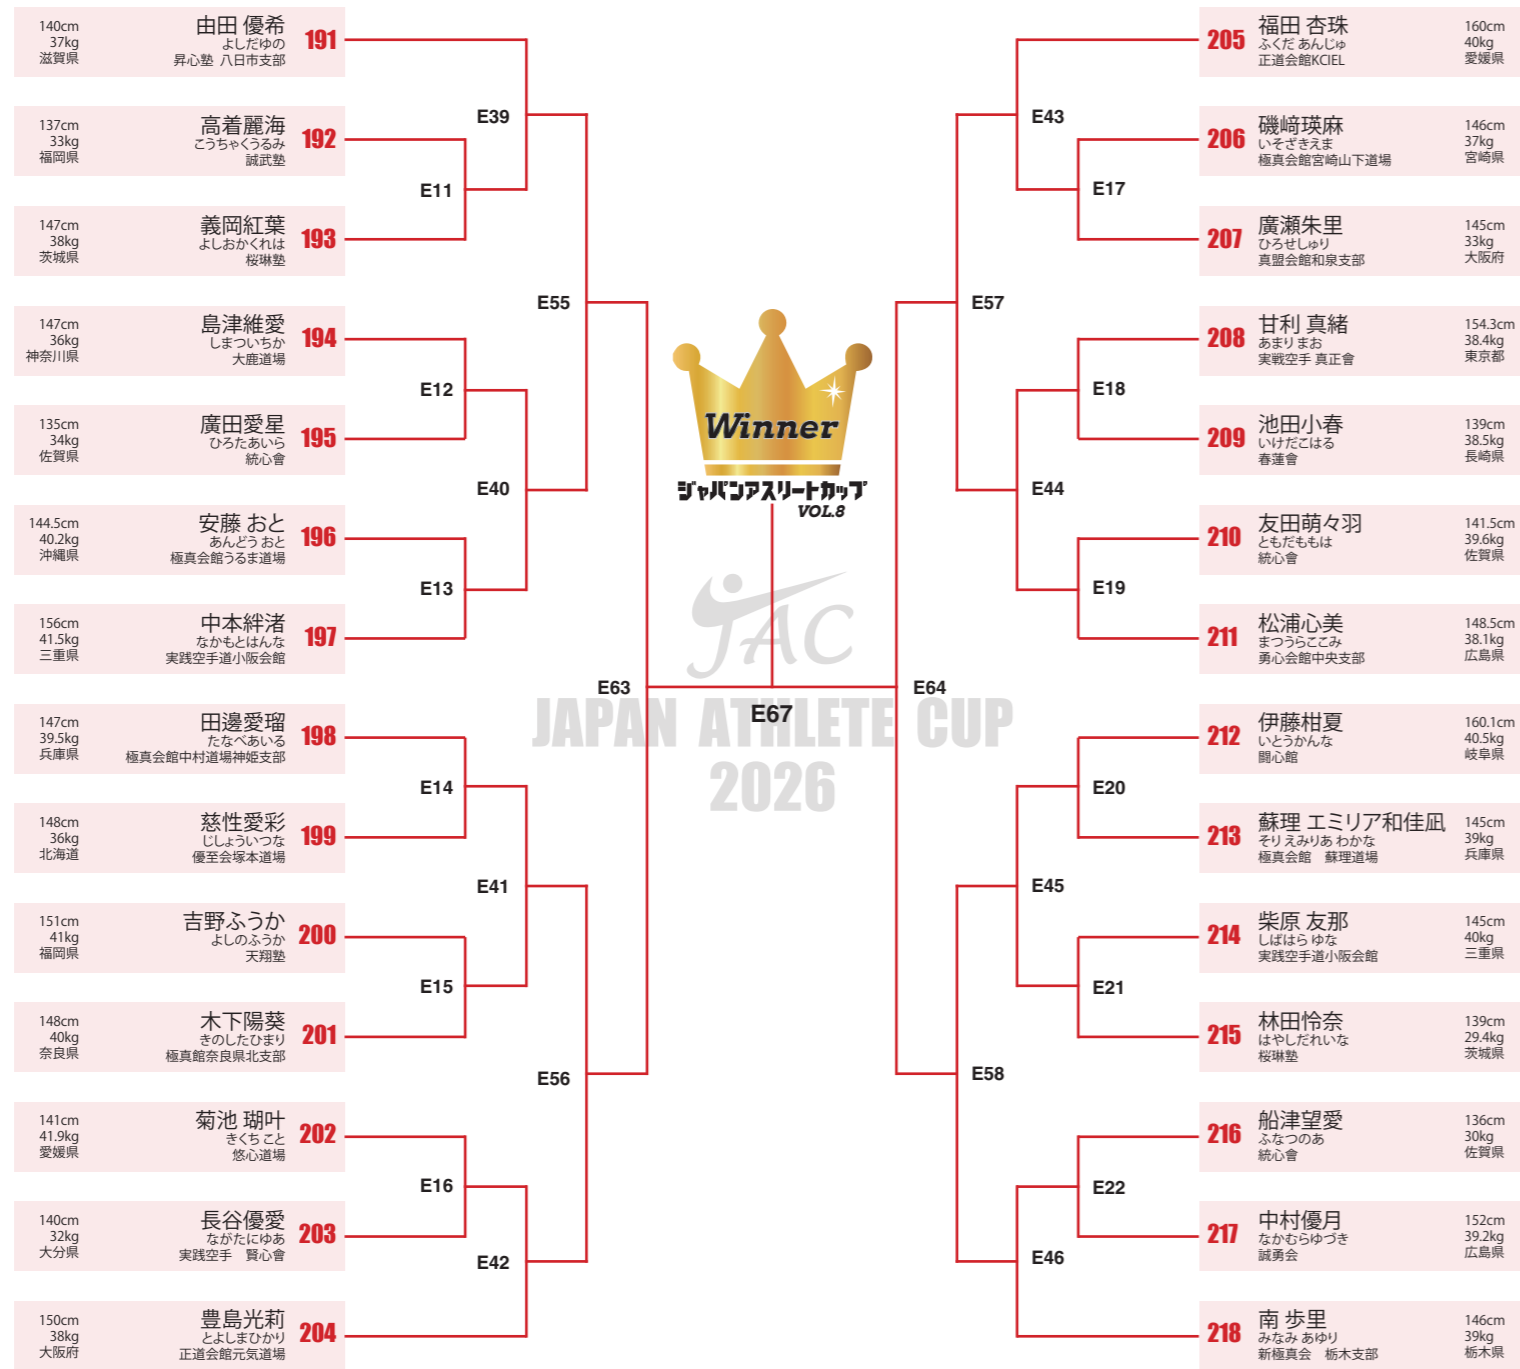 140cm
37kg
滋賀県
由田 優希
よしだゆの
昇心塾 八日市支部
191
137cm
33kg
福岡県
高着麗海
こうちゃくうるみ
誠武塾
192
147cm
38kg
茨城県
義岡紅葉
よしおかくれは
桜琳塾
193
147cm
36kg
神奈川県
島津維愛
しまついちか
大鹿道場
194
135cm
34kg
佐賀県
廣田愛星
ひろたあいら
統心會
195
144.5cm
40.2kg
沖縄県
安藤 おと
あんどう おと
極真会館うるま道場
196
156cm
41.5kg
三重県
中本絆渚
なかもとはんな
実践空手道小阪会館
197
147cm
39.5kg
兵庫県
田邊愛瑠
たなべあいる
極真会館中村道場神姫支部
198
148cm
36kg
北海道
慈性愛彩
じしょういつな
優至会塚本道場
199
151cm
41kg
福岡県
吉野ふうか
よしのふうか
天翔塾
200
148cm
40kg
奈良県
木下陽葵
きのしたひまり
極真館奈良県北支部
201
141cm
41.9kg
愛媛県
菊池 瑚叶
きくち こと
悠心道場
202
140cm
32kg
大分県
長谷優愛
ながたにゆあ
実践空手 賢心會
203
150cm
38kg
大阪府
豊島光莉
とよしまひかり
正道会館元気道場
204
E39
E11
E55
E12
E40
E13
E63
E14
E41
E15
E56
E16
E42
Winner
ジャパンアスリートカップ
VOL.8
JAC
JAPAN ATHLETE CUP
E67
2026
E43
E17
E57
E18
E44
E19
E64
E20
E45
E21
E58
E22
E46
205
福田 杏珠
ふくだ あんじゅ
正道会館KCIEL
160cm
40kg
愛媛県
206
磯﨑瑛麻
いそざきえま
極真会館宮崎山下道場
146cm
37kg
宮崎県
207
廣瀬朱里
ひろせしゅり
真盟会館和泉支部
145cm
33kg
大阪府
208
甘利 真緒
あまり まお
実戦空手 真正會
154.3cm
38.4kg
東京都
209
池田小春
いけだこはる
春蓮會
139cm
38.5kg
長崎県
210
友田萌々羽
ともだももは
統心會
141.5cm
39.6kg
佐賀県
211
松浦心美
まつうらここみ
勇心会館中央支部
148.5cm
38.1kg
広島県
212
伊藤柑夏
いとうかんな
闘心館
160.1cm
40.5kg
岐阜県
213
蘇理 エミリア和佳凪
そり えみりあ わかな
極真会館 蘇理道場
145cm
39kg
兵庫県
214
柴原 友那
しばはら ゆな
実践空手道小阪会館
145cm
40kg
三重県
215
林田怜奈
はやしだれいな
桜琳塾
139cm
29.4kg
茨城県
216
船津望愛
ふなつのあ
統心會
136cm
30kg
佐賀県
217
中村優月
なかむらゆづき
誠勇会
152cm
39.2kg
広島県
218
南 歩里
みなみ あゆり
新極真会 栃木支部
146cm
39kg
栃木県